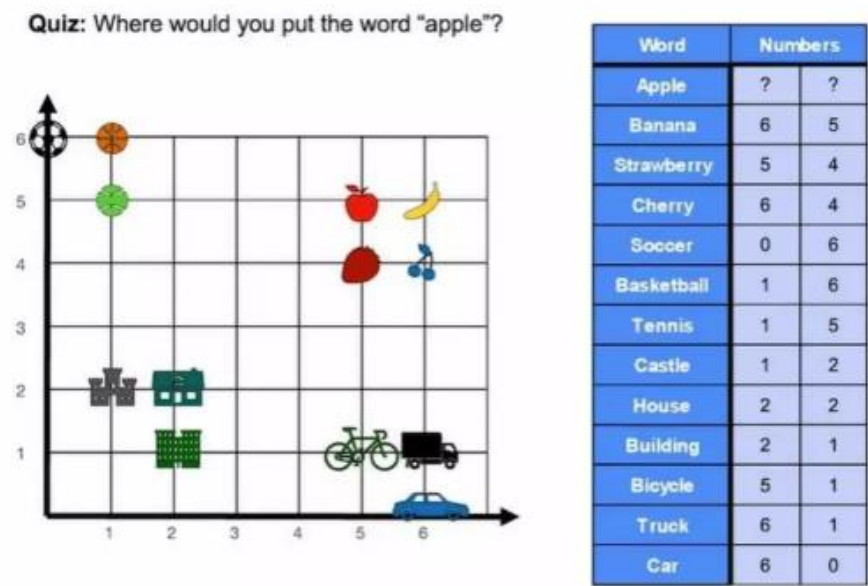 Quiz: Where would you put the word “apple”?
6
5
4
3
2
1
1 2 3 4 5 6
Word Numbers
Apple ? ?
Banana 6 5
Strawberry 5 4
Cherry 6 4
Soccer 0 6
Basketball 1 6
Tennis 1 5
Castle 1 2
House 2 2
Building 2 1
Bicycle 5 1
Truck 6 1
Car 6 0